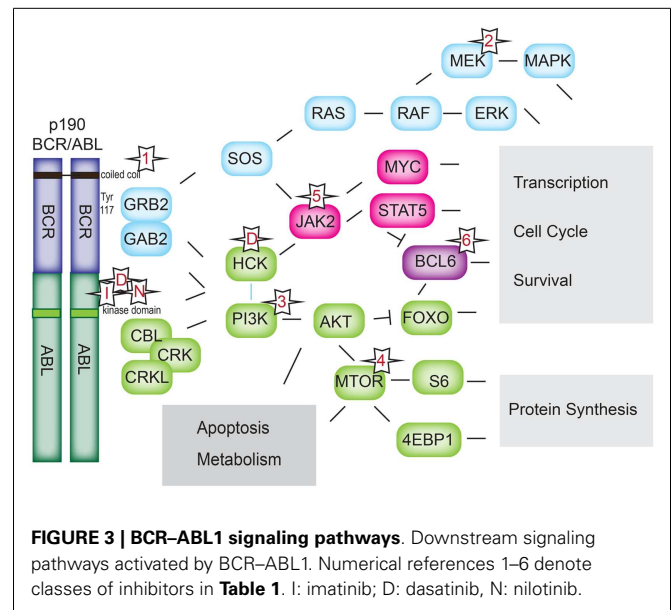 p190
BCR/ABL
coiled coil
Tyr
117
BCR
BCR
ABL
ABL
kinase domain
1
I
D
N
GRB2
GAB2
CBL
CRK
CRKL
SOS
RAS
RAF
MEK
2
MAPK
ERK
MYC
STAT5
JAK2
5
HCK
D
PI3K
3
AKT
BCL6
6
FOXO
MTOR
4
S6
4EBP1
Transcription
Cell Cycle
Survival
Protein Synthesis
Apoptosis
Metabolism
FIGURE 3 | BCR–ABL1 signaling pathways. Downstream signaling
pathways activated by BCR–ABL1. Numerical references 1–6 denote
classes of inhibitors in Table 1. I: imatinib; D: dasatinib, N: nilotinib.